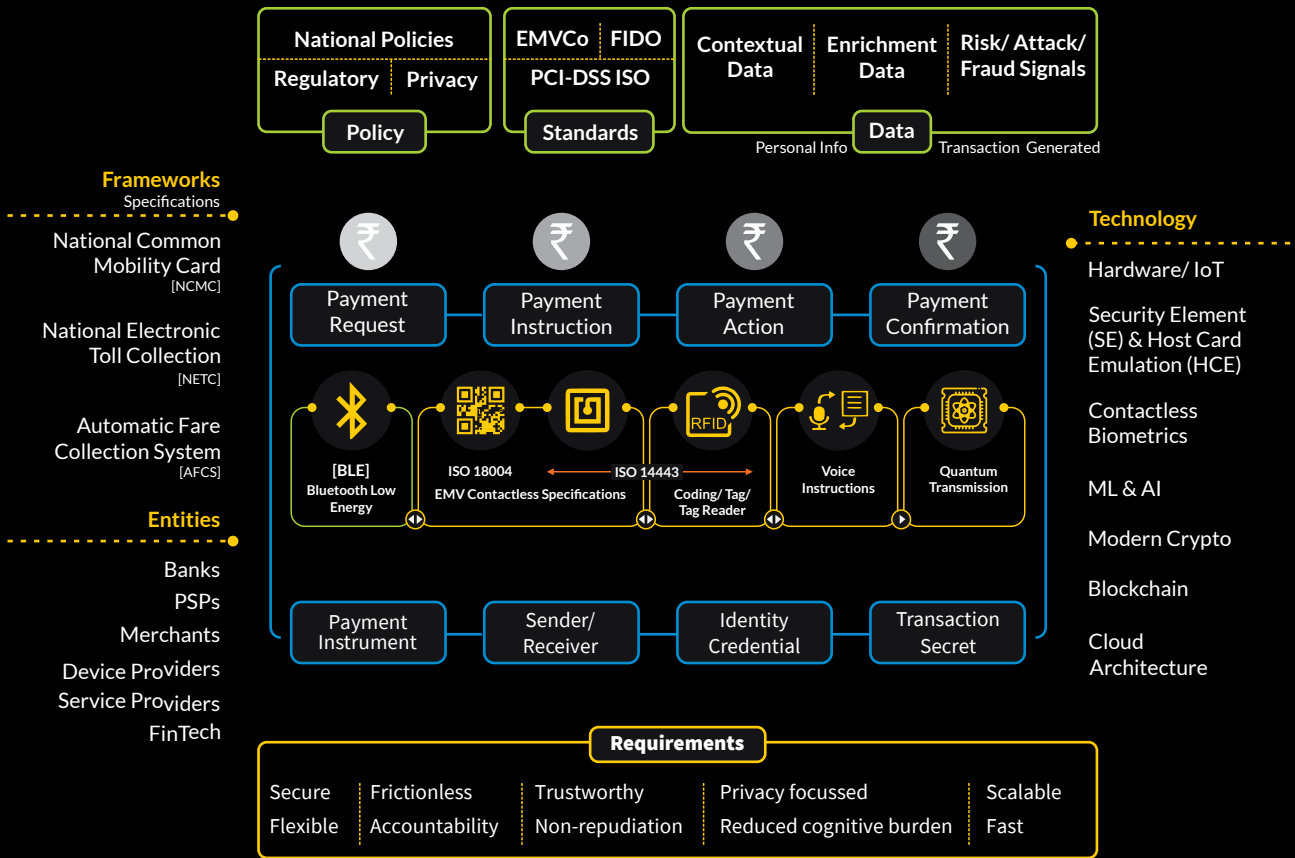 National Policies
Regulatory Privacy
Policy
EMVCo FIDO
PCI-DSS ISO
Standards
Contextual
Data
Enrichment
Data
Risk/ Attack/
Fraud Signals
Personal Info
Data
Transaction Generated
Frameworks
Specifications
National Common
Mobility Card
[NCMC]
National Electronic
Toll Collection
[NETC]
Automatic Fare
Collection System
[AFCS]
Entities
Banks
PSPs
Merchants
Device Providers
Service Providers
FinTech
₹ ₹ ₹ ₹
Payment
Request
Payment
Instruction
Payment
Action
Payment
Confirmation
RFID
[BLE]
Bluetooth Low
Energy
ISO 18004
ISO 14443
EMV Contactless Specifications
Coding/ Tag/
Tag Reader
Voice
Instructions
Quantum
Transmission
Payment
Instrument
Sender/
Receiver
Identity
Credential
Transaction
Secret
Technology
Hardware/ IoT
Security Element
(SE) & Host Card
Emulation (HCE)
Contactless
Biometrics
ML & AI
Modern Crypto
Blockchain
Cloud
Architecture
Requirements
Secure Frictionless Trustworthy Privacy focussed Scalable
Flexible Accountability Non-repudiation Reduced cognitive burden Fast